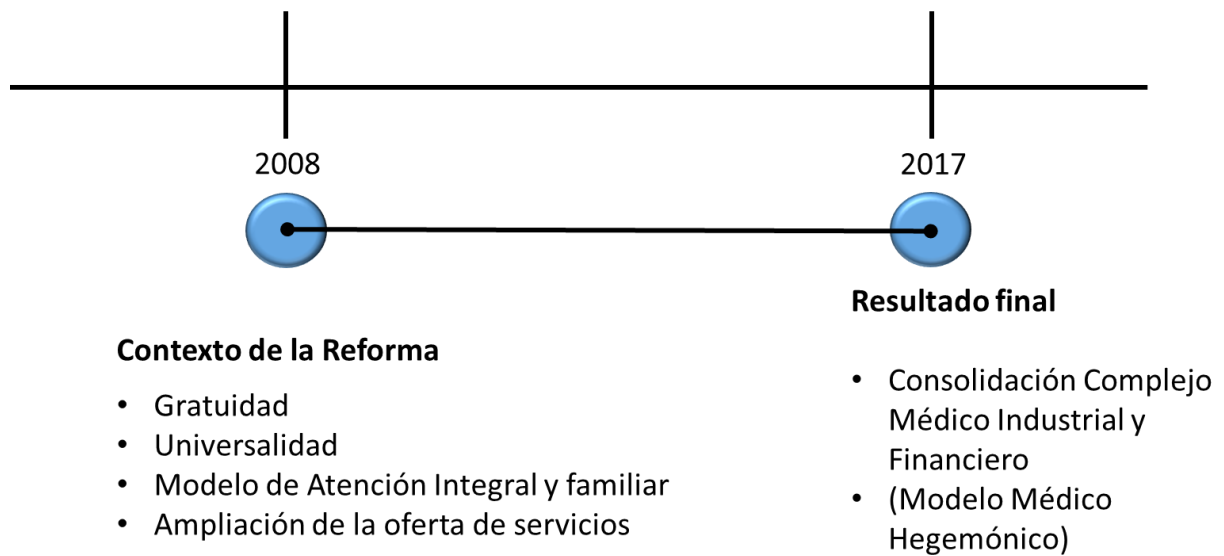 2008
2017
Contexto de la Reforma
• Gratuidad
• Universalidad
• Modelo de Atención Integral y familiar
• Ampliación de la oferta de servicios
Resultado final
• Consolidación Complejo
Médico Industrial y
Financiero
• (Modelo Médico
Hegemónico)